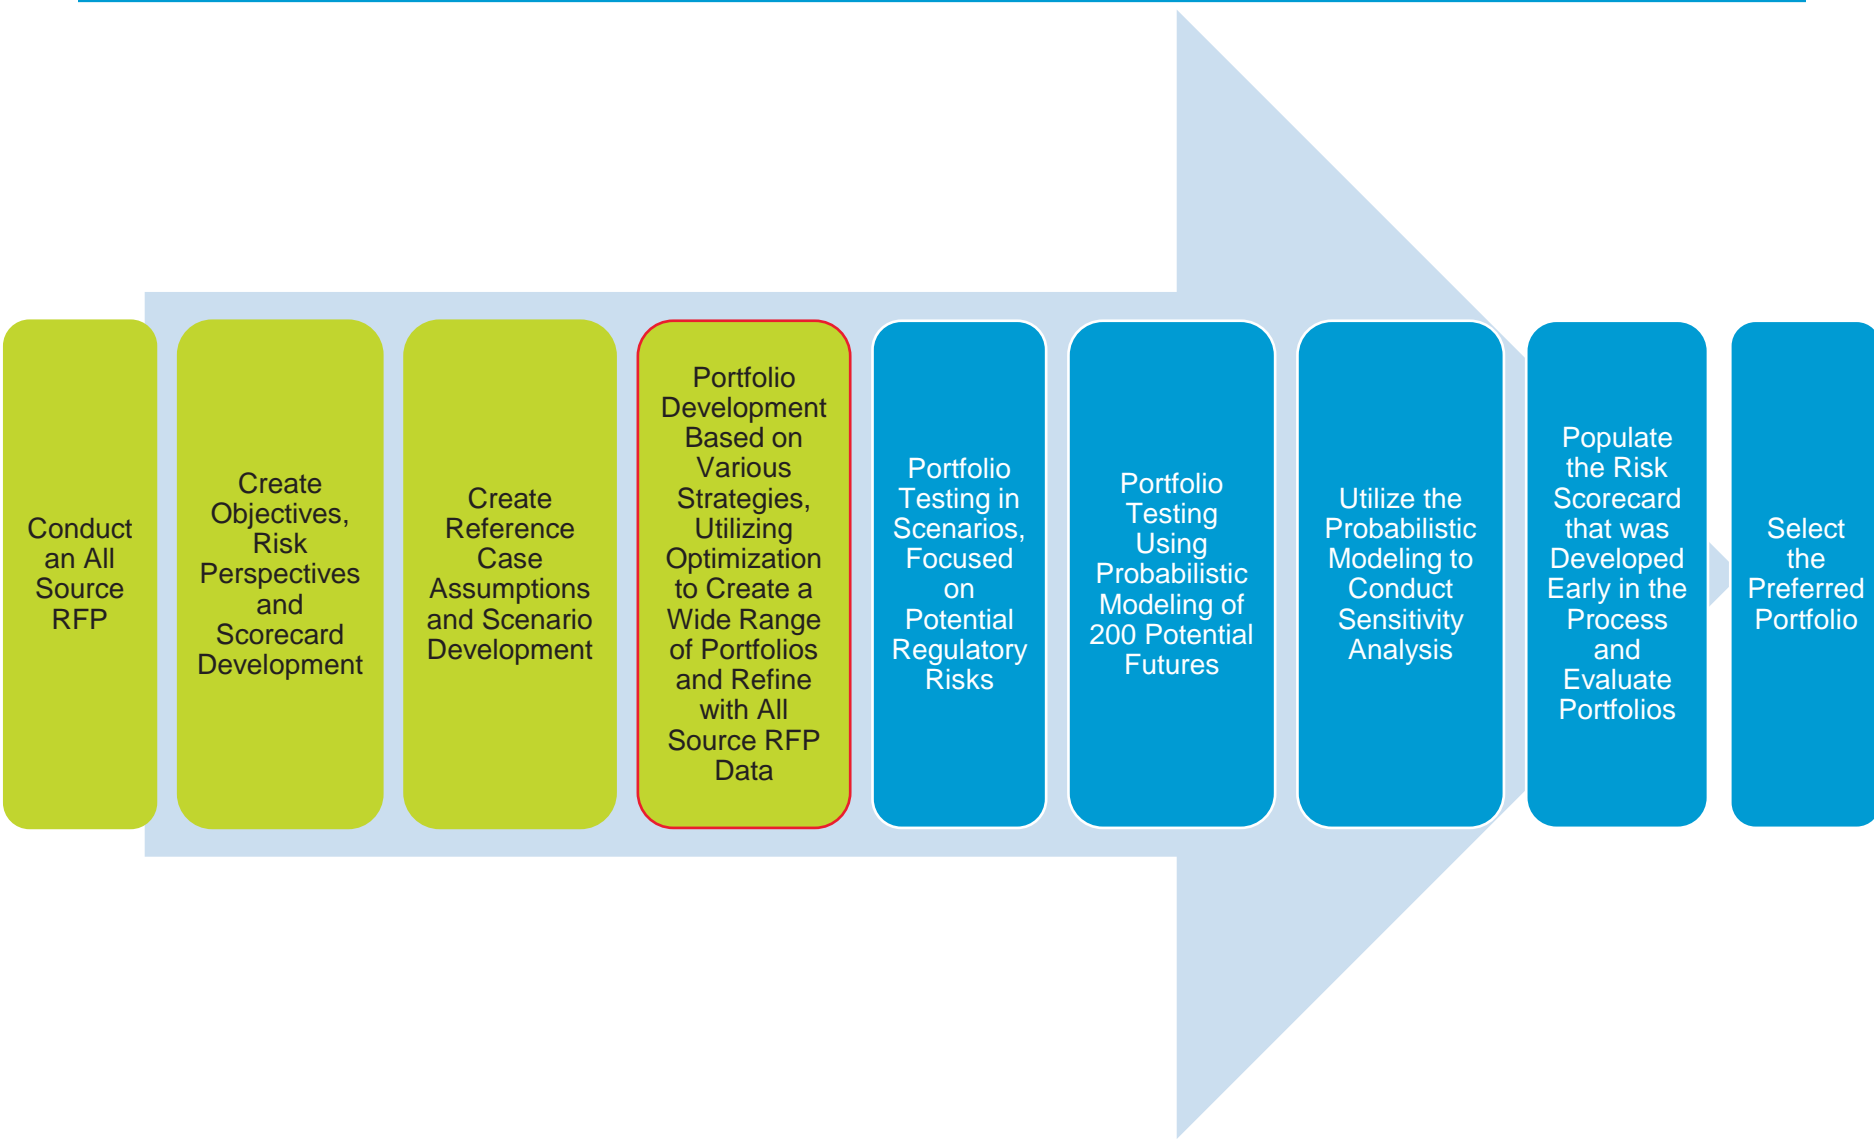 Conduct
an All
Source
RFP
Create
Objectives,
Risk
Perspectives
and
Scorecard
Development
Create
Reference
Case
Assumptions
and Scenario
Development
Portfolio
Development
Based on
Various
Strategies,
Utilizing
Optimization
to Create a
Wide Range
of Portfolios
and Refine
with All
Source RFP
Data
Portfolio
Testing in
Scenarios,
Focused
on
Potential
Regulatory
Risks
Portfolio
Testing
Using
Probabilistic
Modeling of
200 Potential
Futures
Utilize the
Probabilistic
Modeling to
Conduct
Sensitivity
Analysis
Populate
the Risk
Scorecard
that was
Developed
Early in the
Process
and
Evaluate
Portfolios
Select
the
Preferred
Portfolio